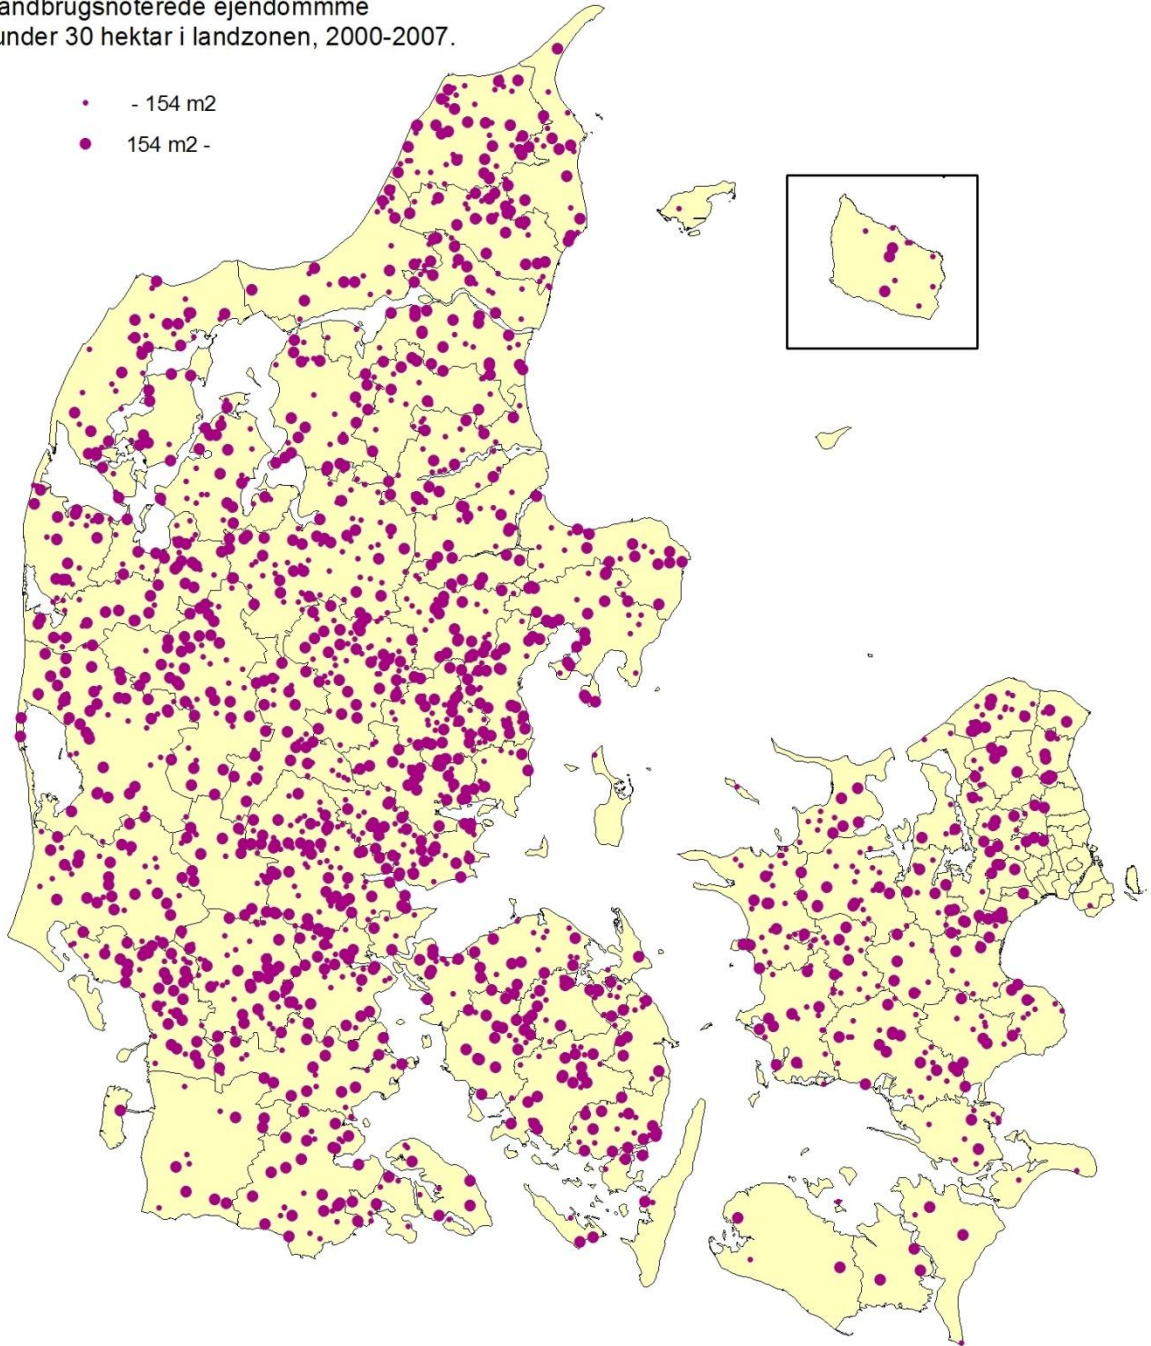 andbrugsnoterede ejendommme
under 30 hektar i landzonen, 2000-2007.
- 154 m2
154 m2 -